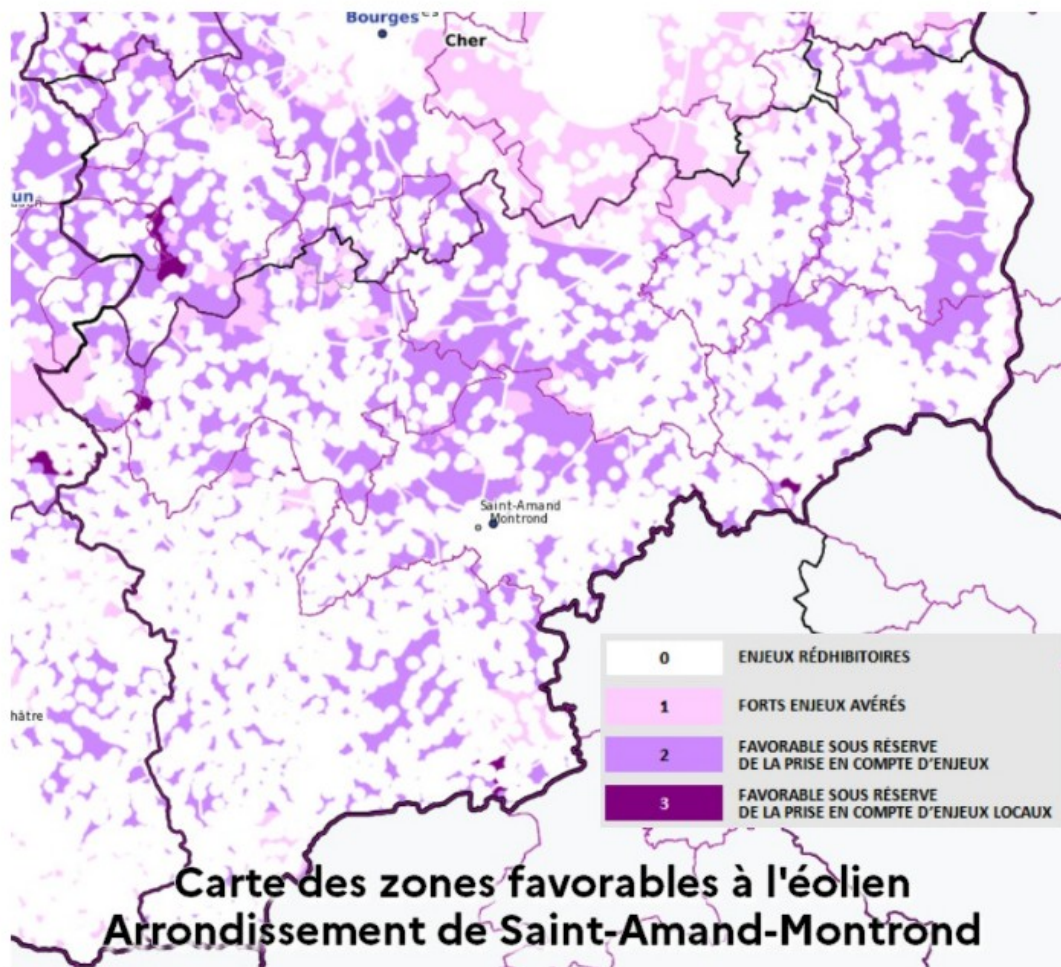 Bourges
Cher
un
Saint-Amand
Montrond
hâtre
0 ENJEUX RÉDHIBITOIRES
1 FORTS ENJEUX AVÉRÉS
2 FAVORABLE SOUS RÉSERVE
DE LA PRISE EN COMPTE D'ENJEUX
3 FAVORABLE SOUS RÉSERVE
DE LA PRISE EN COMPTE D'ENJEUX LOCAUX
Carte des zones favorables à l'éolien
Arrondissement de Saint-Amand-Montrond